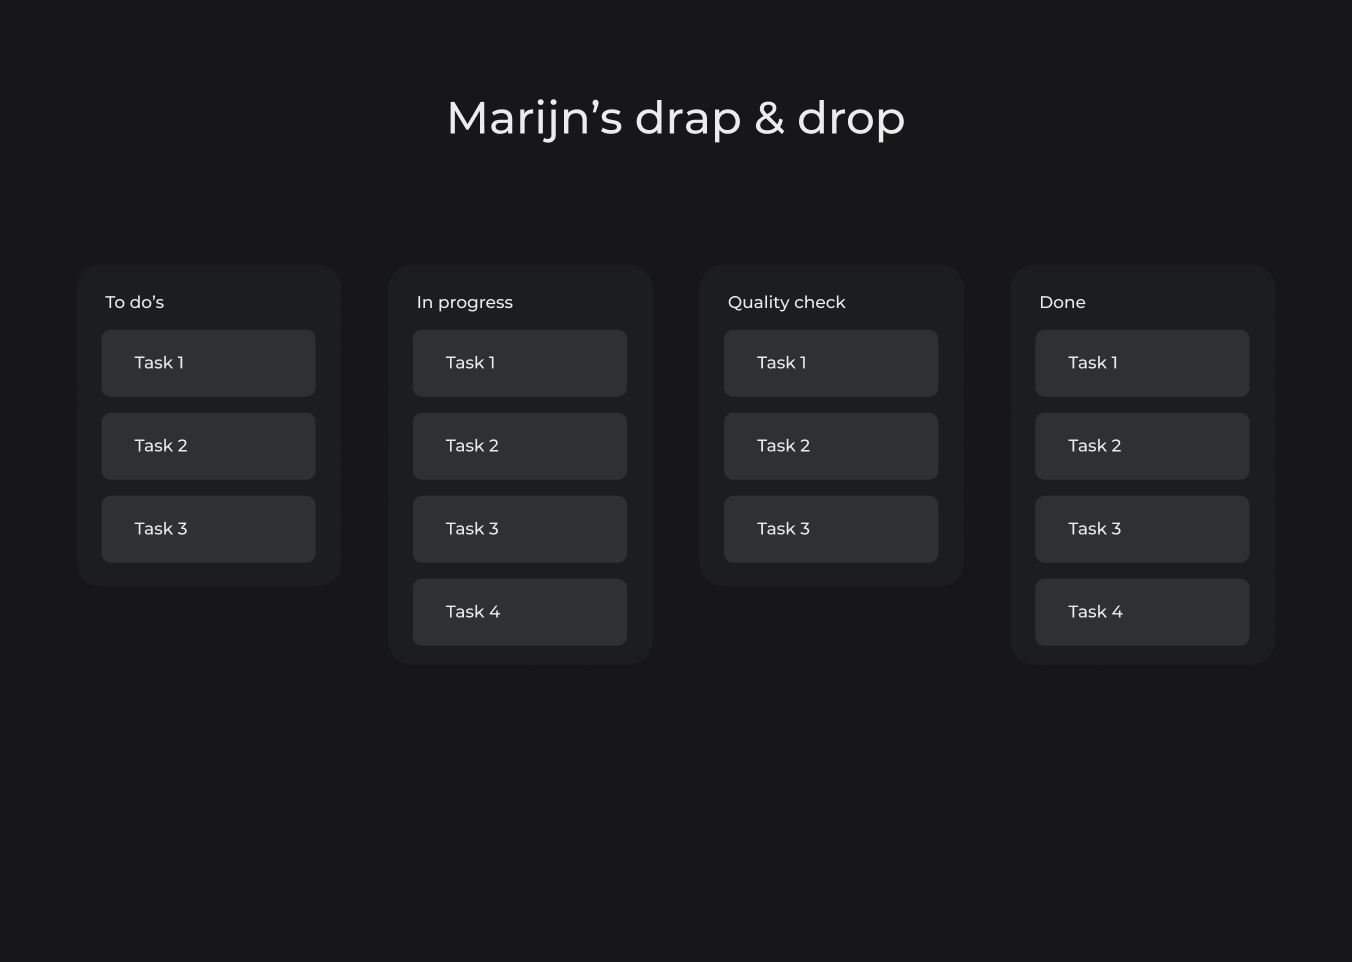 Marijn’s drap & drop
To do’s
Task 1
Task 2
Task 3
In progress
Task 1
Task 2
Task 3
Task 4
Quality check
Task 1
Task 2
Task 3
Done
Task 1
Task 2
Task 3
Task 4